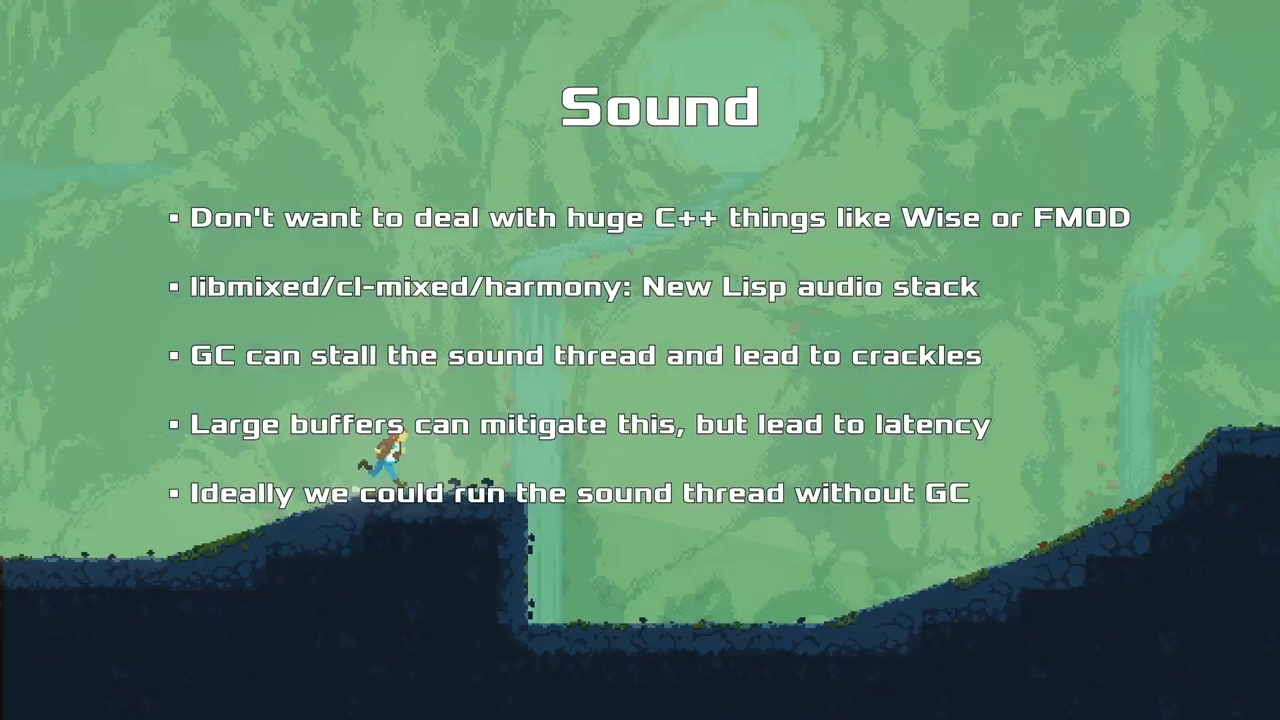 Sound
▪ Don't want to deal with huge C++ things like Wise or FMOD
▪ libmixed/cl-mixed/harmony: New Lisp audio stack
▪ GC can stall the sound thread and lead to crackles
▪ Large buffers can mitigate this, but lead to latency
▪ Ideally we could run the sound thread without GC